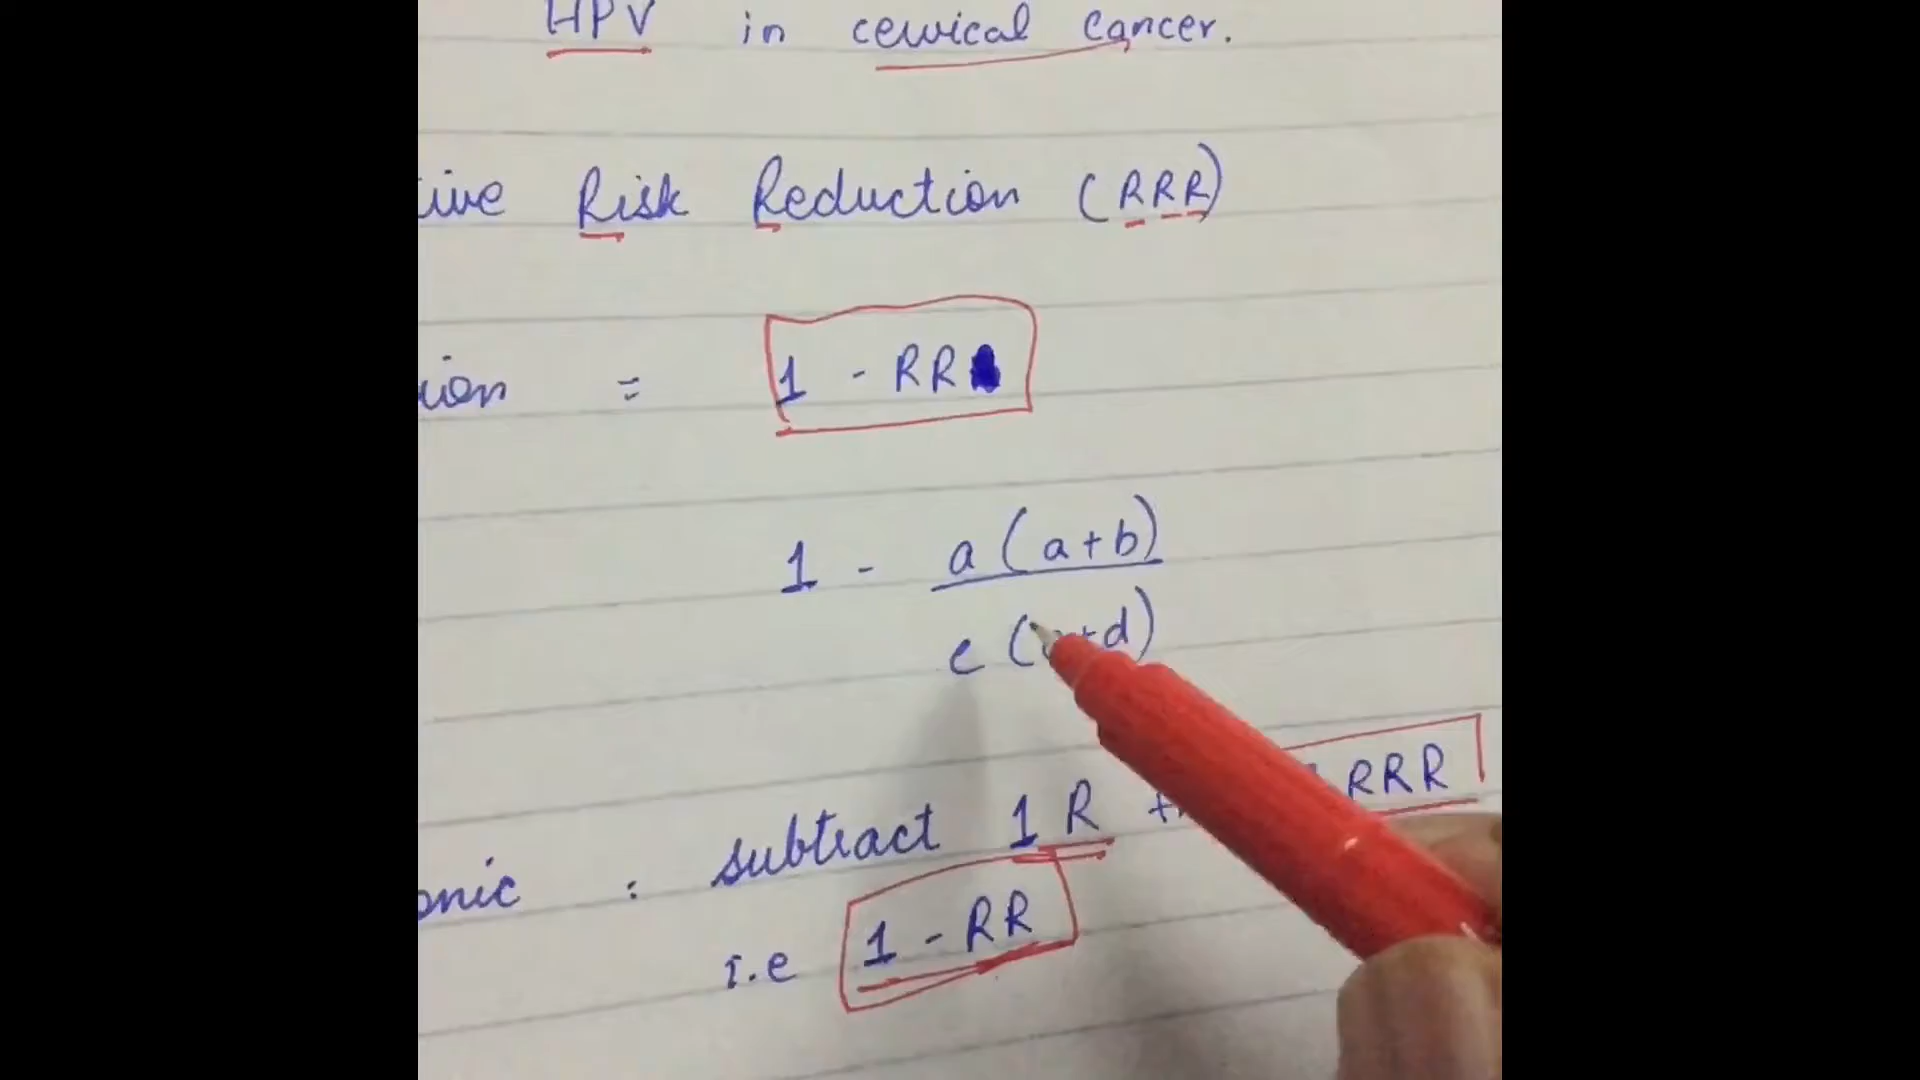 HPV in cervical cancer.
tive Risk Reduction (RRR)
ion = 1 - RR
1 - a (a+b)
c ( +d)
subtract 1 R RRR
onic :
i.e 1 - RR